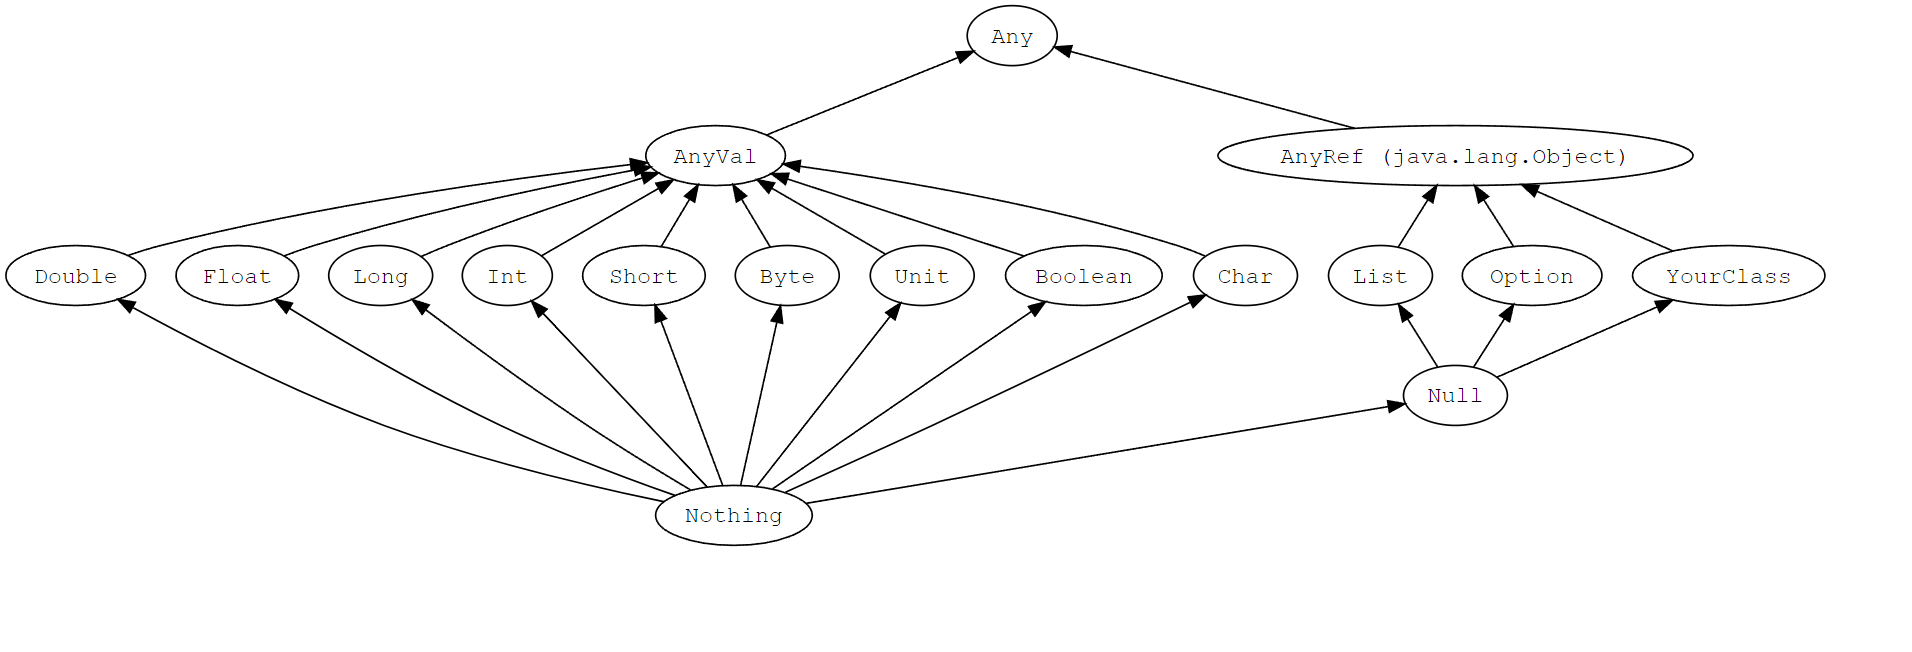 Any
AnyVal
AnyRef (java.lang.Object)
Double
Float
Long
Int
Short
Byte
Unit
Boolean
Char
List
Option
YourClass
Null
Nothing